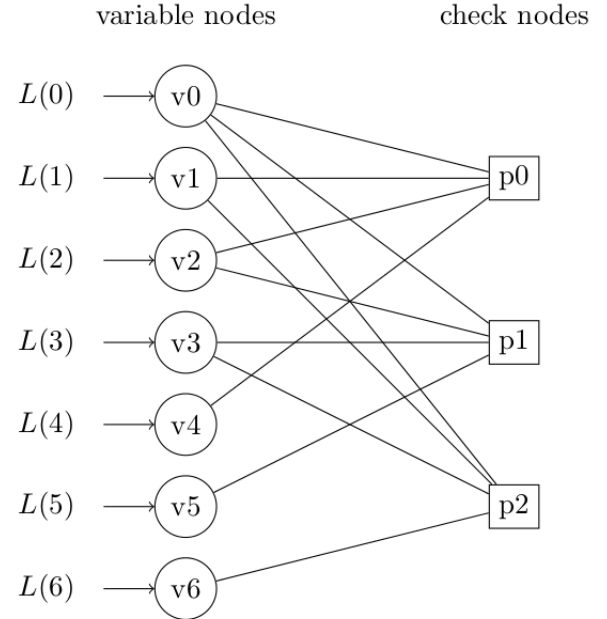 variable nodes check nodes
L(0) v0
L(1) v1 p0
L(2) v2
L(3) v3 p1
L(4) v4
L(5) v5 p2
L(6) v6